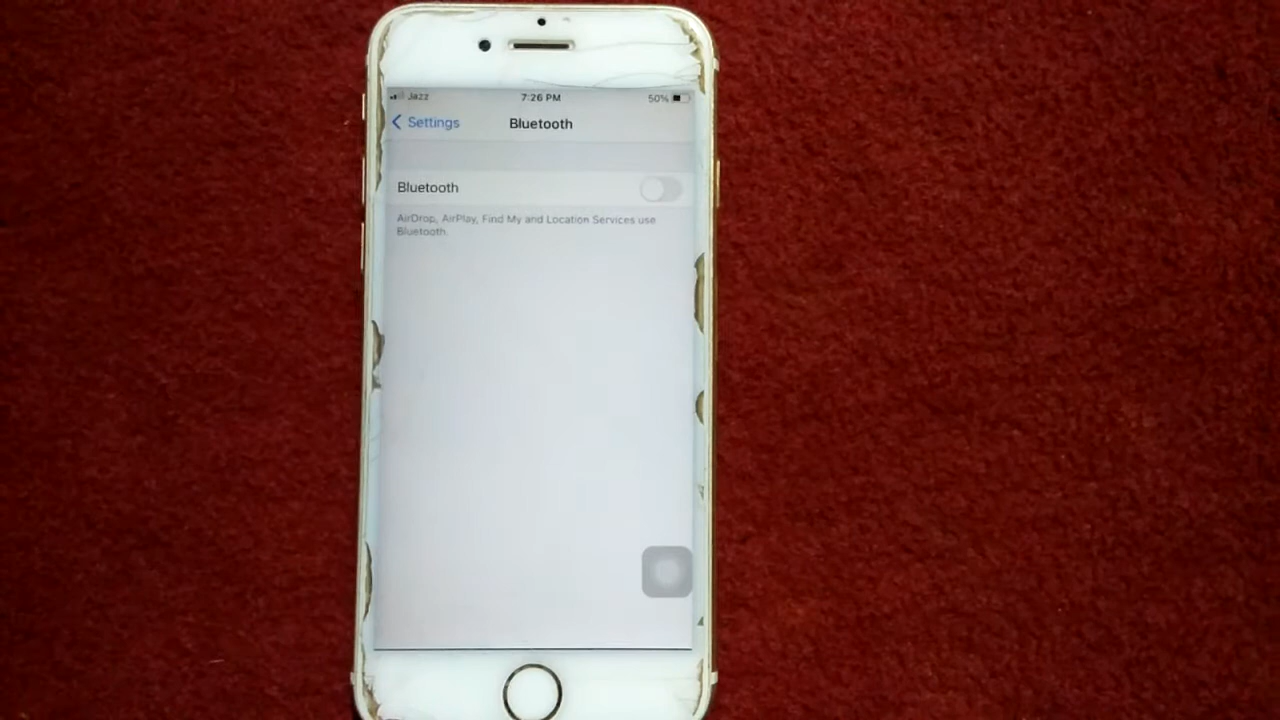 Jazz 7:26 PM 50%
Settings Bluetooth
Bluetooth
AirDrop, AirPlay, Find My and Location Services use
Bluetooth.